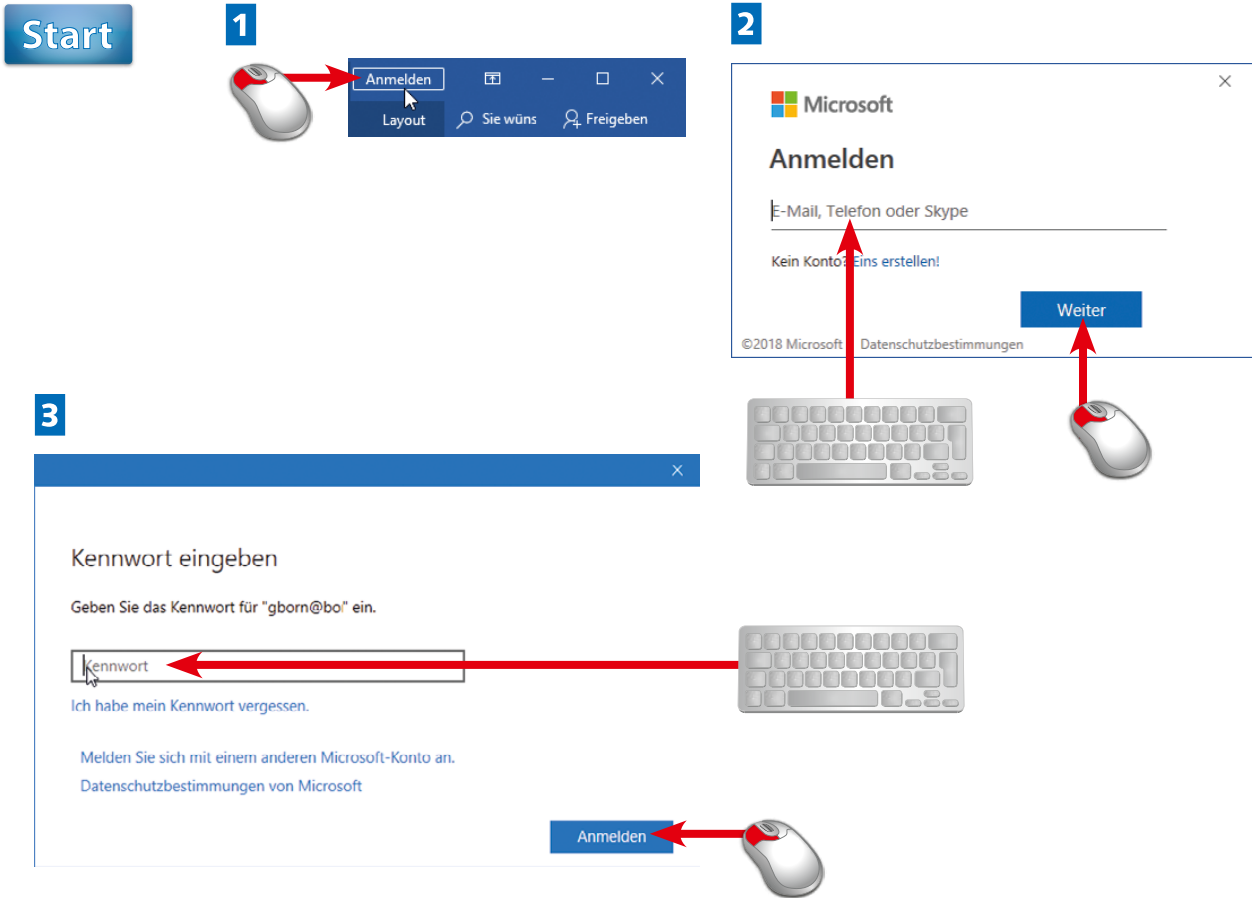 Start
1
Anmelden
Layout
Sie wüns
Freigeben
2
Microsoft
Anmelden
E-Mail, Telefon oder Skype
Kein Konto? Eins erstellen!
Weiter
©2018 Microsoft Datenschutzbestimmungen
3
Kennwort eingeben
Geben Sie das Kennwort für "gborn@bo" ein.
Kennwort
Ich habe mein Kennwort vergessen.
Melden Sie sich mit einem anderen Microsoft-Konto an.
Datenschutzbestimmungen von Microsoft
Anmelden